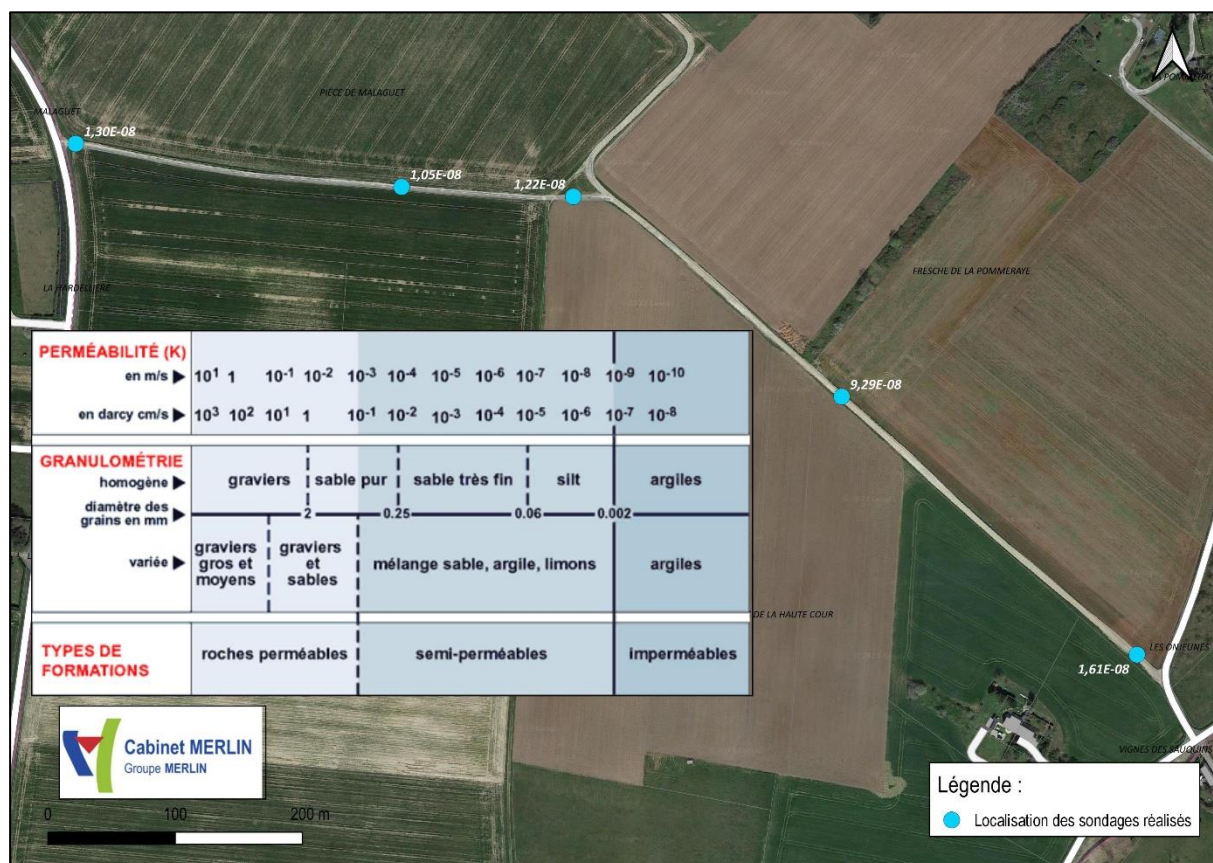 PIECE DE MALAGUET
MALAGUET
1,30E-08
1,05E-08
1,22E-08
FRESCHE DE LA POMMERAYE
LA HARDELLIERE
9,29E-08
PERMÉABILITÉ (K)
en m/s 10¹ 1 10⁻¹ 10⁻² 10⁻³ 10⁻⁴ 10⁻⁵ 10⁻⁶ 10⁻⁷ 10⁻⁸ 10⁻⁹ 10⁻¹⁰
en darcy cm/s 10³ 10² 10¹ 1 10⁻¹ 10⁻² 10⁻³ 10⁻⁴ 10⁻⁵ 10⁻⁶ 10⁻⁷ 10⁻⁸
GRANULOMÉTRIE
homogène graviers sable pur sable très fin silt argiles
diamètre des
grains en mm 2 0.25 0.06 0.002
variée graviers
gros et
moyens
graviers
et
sables
mélange sable, argile, limons argiles
TYPES DE
FORMATIONS
roches perméables semi-perméables imperméables
DE LA HAUTE COUR
1,61E-08
Cabinet MERLIN
Groupe MERLIN
0 100 200 m
Légende :
Localisation des sondages réalisés